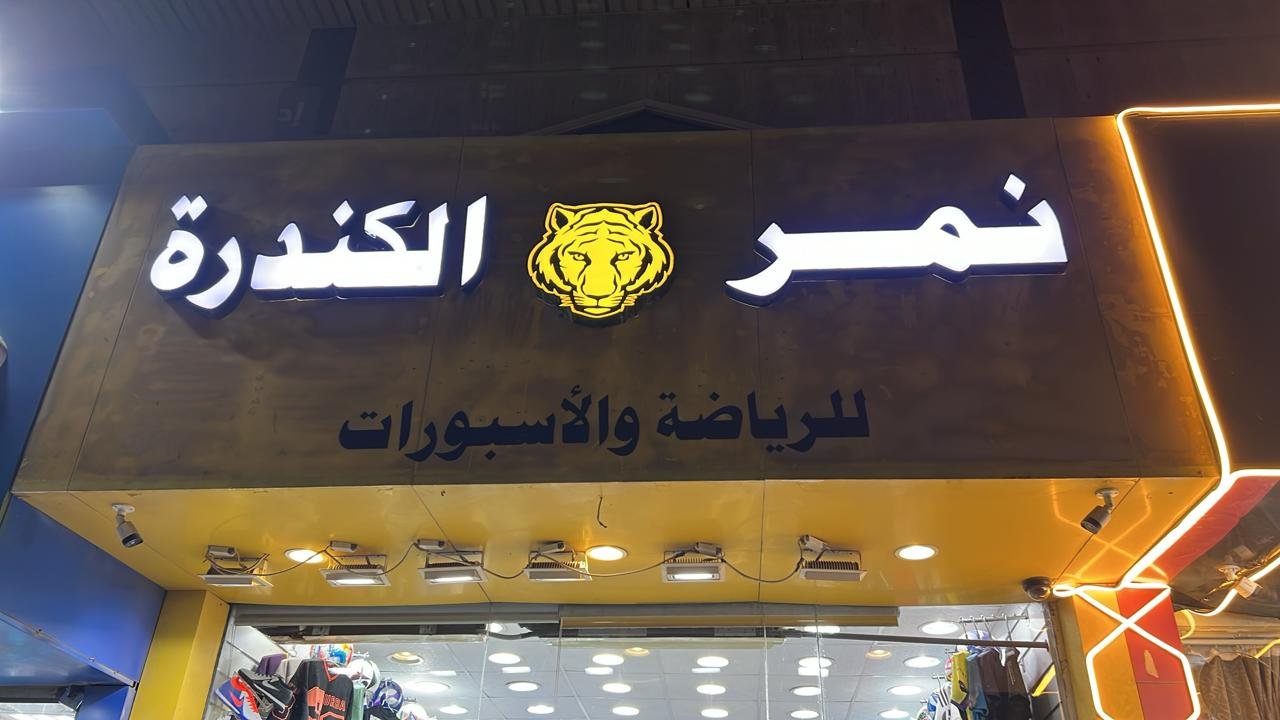 نمر الكندرة
للرياضة والأسبورات